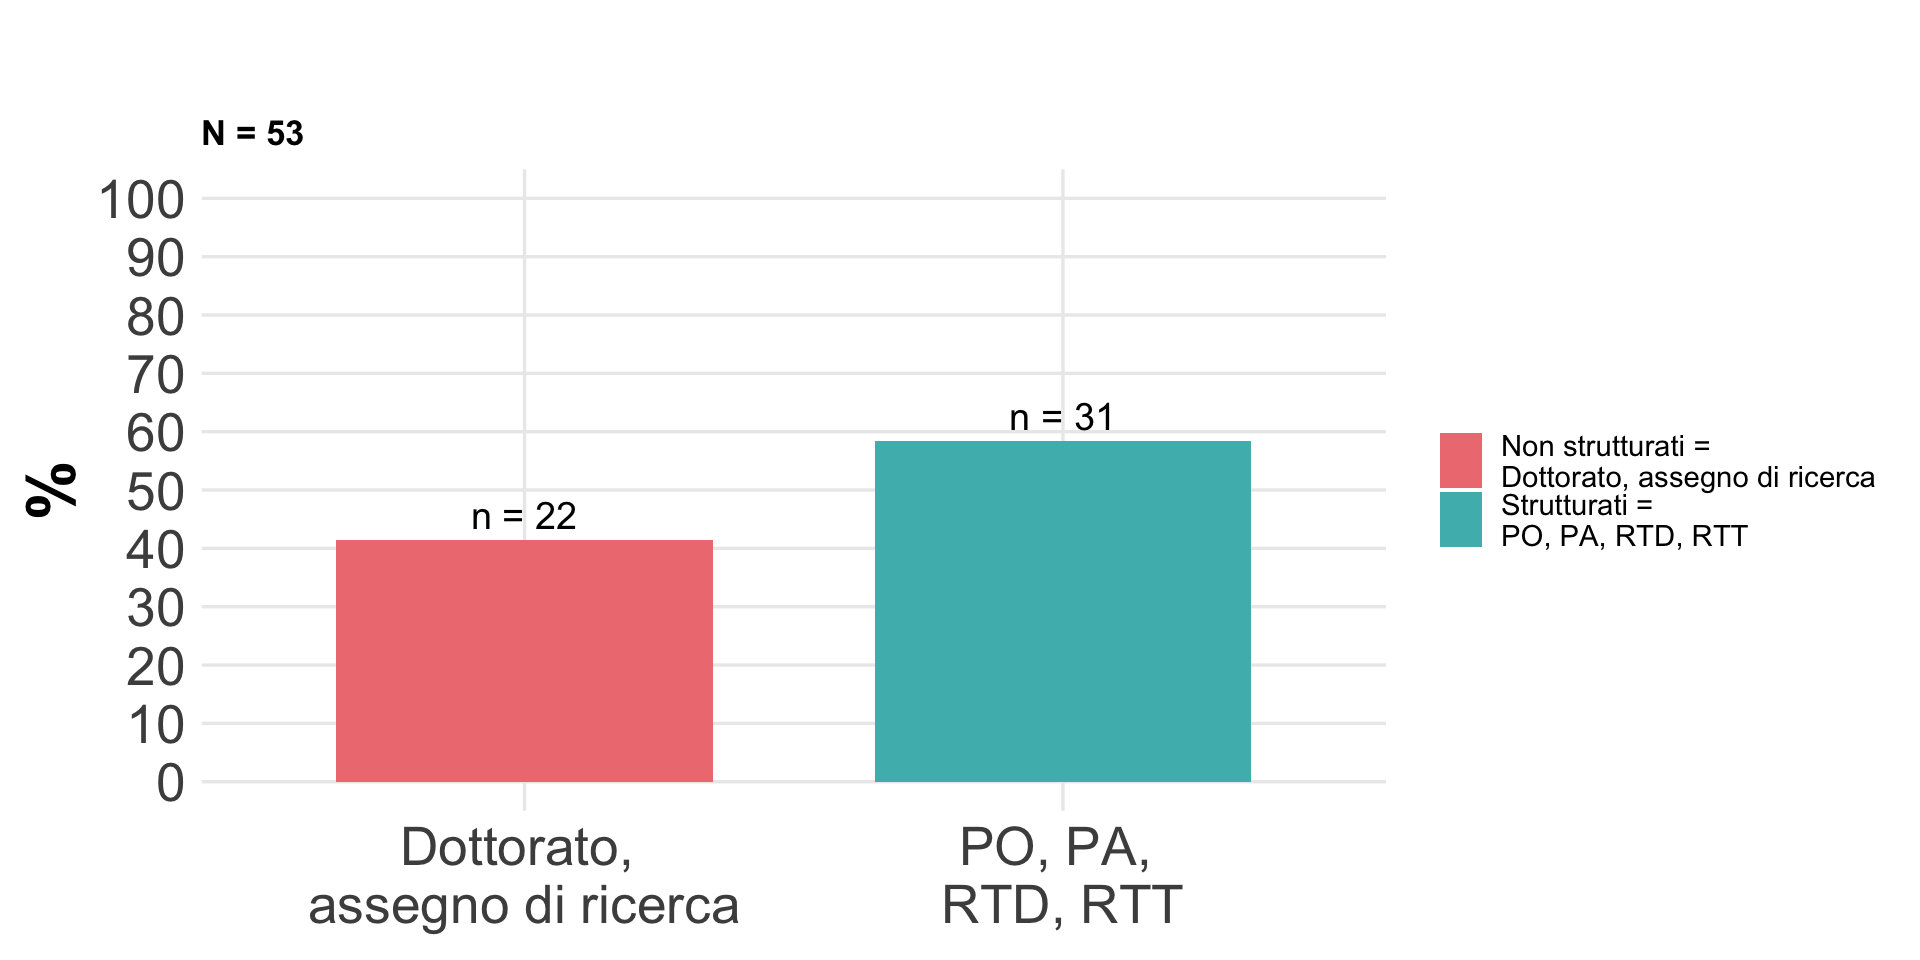 N = 53
%
100
90
80
70
60
50
40
30
20
10
0
n = 22
n = 31
Dottorato,
assegno di ricerca
PO, PA,
RTD, RTT
Non strutturati =
Dottorato, assegno di ricerca
Strutturati =
PO, PA, RTD, RTT